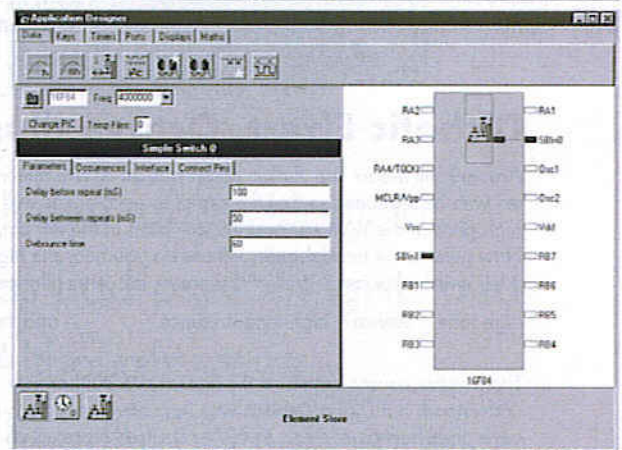 Application Designer
Data Keys Timers Ports Displays Maths
16F84 Freq 4000000
Change PIC Temp Files 0
Simple Switch 0
Parameters Occurrences Interface Connect Pins
Delay before repeat (mS) 100
Delay between repeats (mS) 50
Debounce time 60
RA2
RA3
RA4/T0CKI
MCLR/Vpp
Vss
SBIn0
RB1
RB2
RB3
RA1
SBIn0
Osc1
Osc2
Vdd
RB7
RB6
RB5
RB4
16F84
Element Store